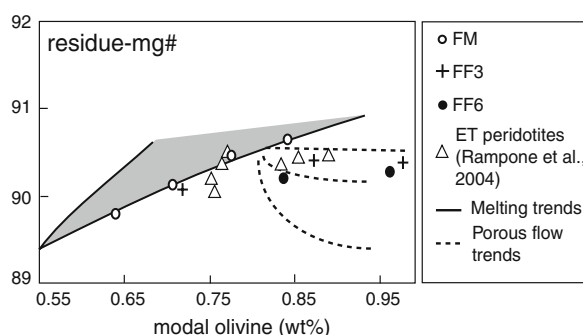 92
residue-mg#
91
90
89
0.55 0.65 0.75 0.85 0.95
modal olivine (wt%)
FM
FF3
FF6
ET peridotites
(Rampone et al.,
2004)
Melting trends
Porous flow
trends